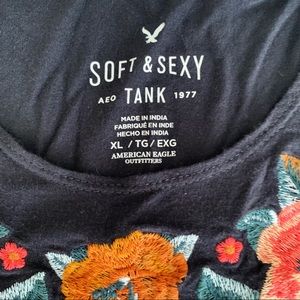 SOFT & SEXY
AEO TANK 1977
MADE IN INDIA
FABRIQUÉ EN INDE
HECHO EN INDIA
XL / TG / EXG
AMERICAN EAGLE
OUTFITTERS